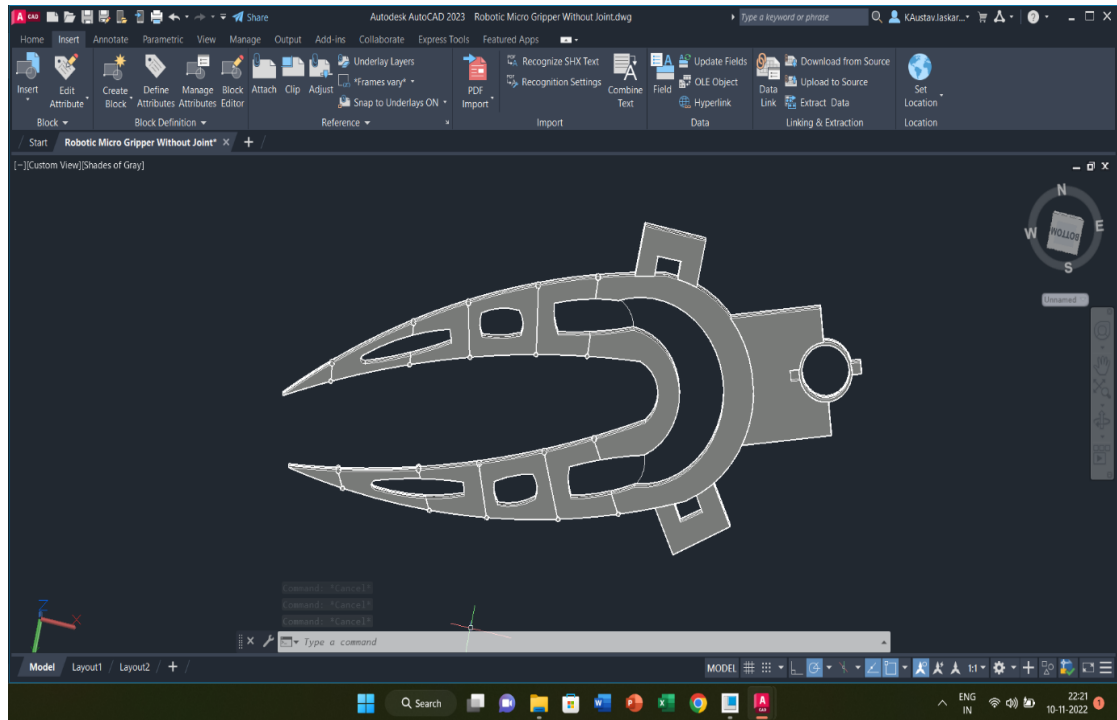 A CAD Share Autodesk AutoCAD 2023 Robotic Micro Gripper Without Joint.dwg Type a keyword or phrase KAustav.laskar...
Home Insert Annotate Parametric View Manage Output Add-ins Collaborate Express Tools Featured Apps
Insert Edit Attribute Create Block Define Attributes Manage Attributes Block Editor Attach Clip Adjust Underlay Layers *Frames vary* Snap to Underlays ON PDF Import Recognize SHX Text Recognition Settings Combine Text Field Update Fields OLE Object Hyperlink Data Link Download from Source Upload to Source Extract Data Set Location
Block Block Definition Reference Import Data Linking & Extraction Location
Start Robotic Micro Gripper Without Joint*
[−][Custom View][Shades of Gray]
N
W BOTTOM E
S
Unnamed
Command: *Cancel*
Command: *Cancel*
Command: *Cancel*
Z
X
Type a command
Model Layout1 Layout2 MODEL 1:1
Search ENG IN 22:21 10-11-2022 1